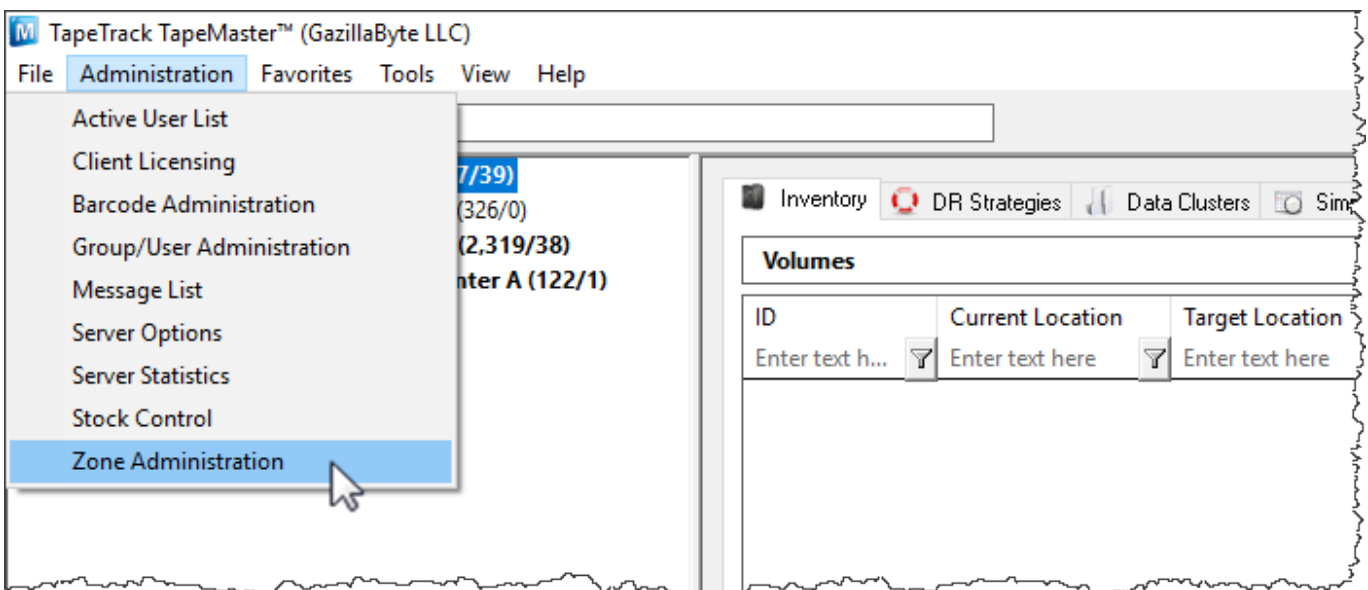 TapeTrack TapeMaster™ (GazillaByte LLC)
File Administration Favorites Tools View Help
Active User List
Client Licensing
Barcode Administration
Group/User Administration
Message List
Server Options
Server Statistics
Stock Control
Zone Administration
7/39)
(326/0)
(2,319/38)
nter A (122/1)
Inventory DR Strategies Data Clusters Sim
Volumes
ID Current Location Target Location
Enter text h... Enter text here Enter text here